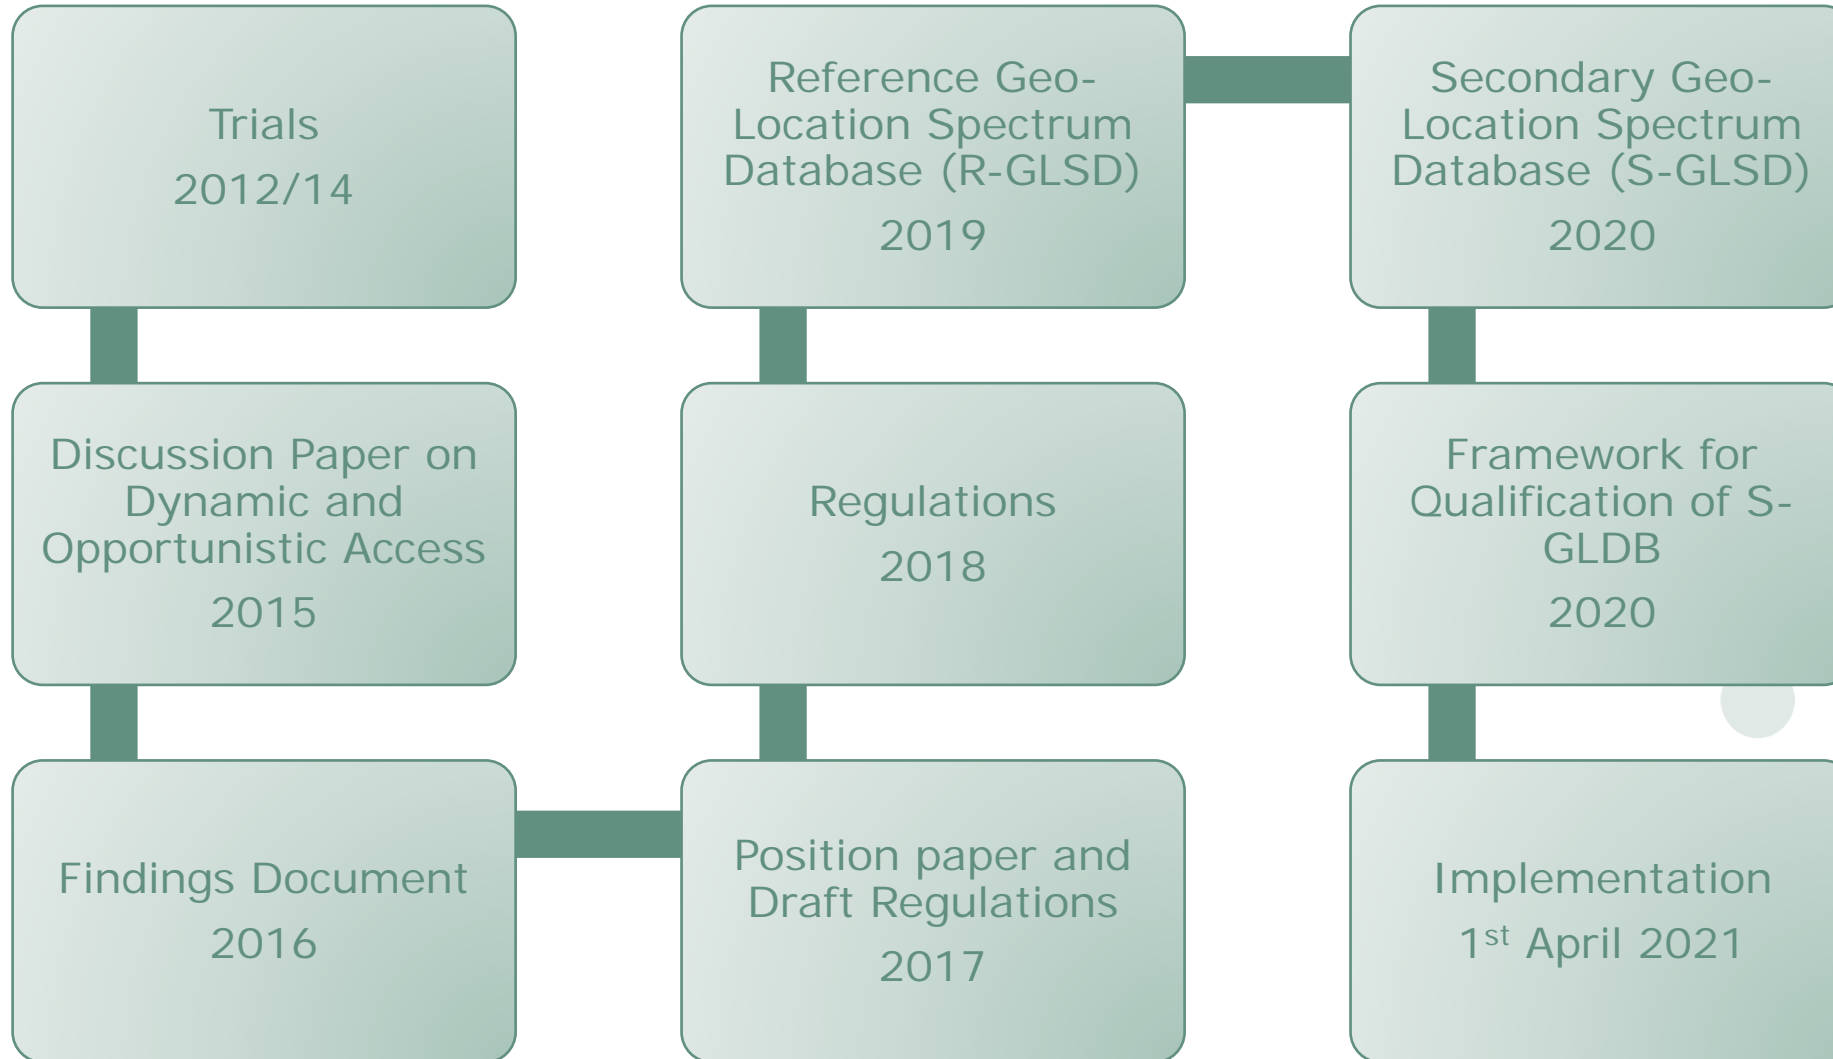 Trials
2012/14
Discussion Paper on
Dynamic and
Opportunistic Access
2015
Findings Document
2016
Position paper and
Draft Regulations
2017
Regulations
2018
Reference Geo-
Location Spectrum
Database (R-GLSD)
2019
Secondary Geo-
Location Spectrum
Database (S-GLSD)
2020
Framework for
Qualification of S-
GLDB
2020
Implementation
1st April 2021